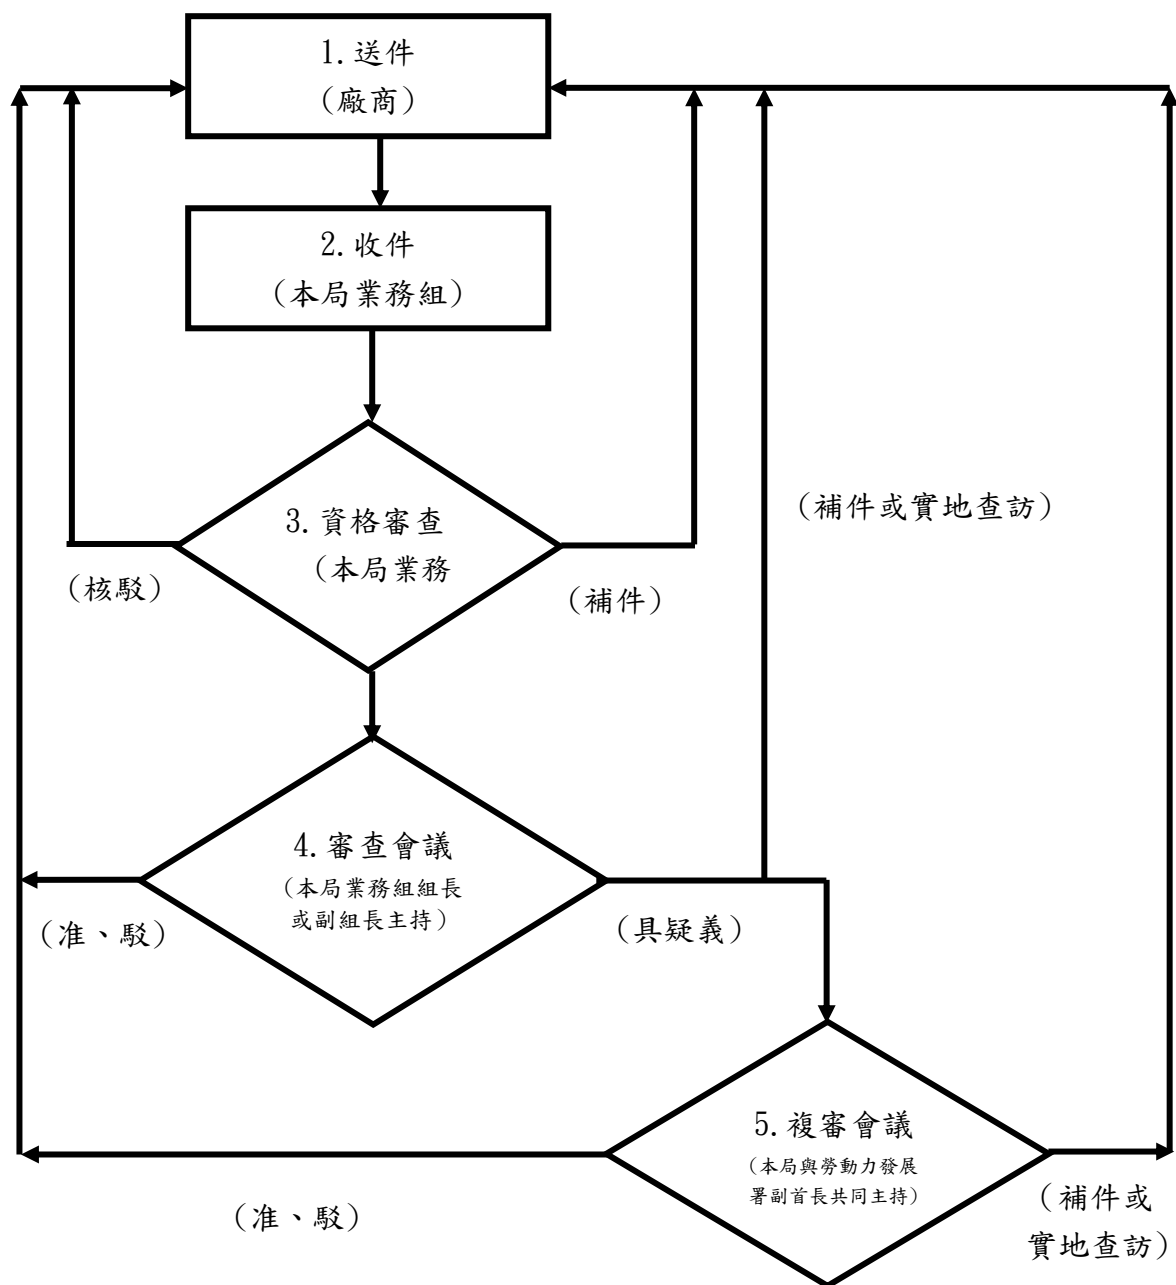 1.送件
(廠商)
2.收件
(本局業務組)
3.資格審查
(本局業務
(核駁)
(補件)
(補件或實地查訪)
4.審查會議
(本局業務組組長
或副組長主持)
(准、駁)
(具疑義)
5.複審會議
(本局與勞動力發展
署副首長共同主持)
(准、駁)
(補件或
實地查訪)